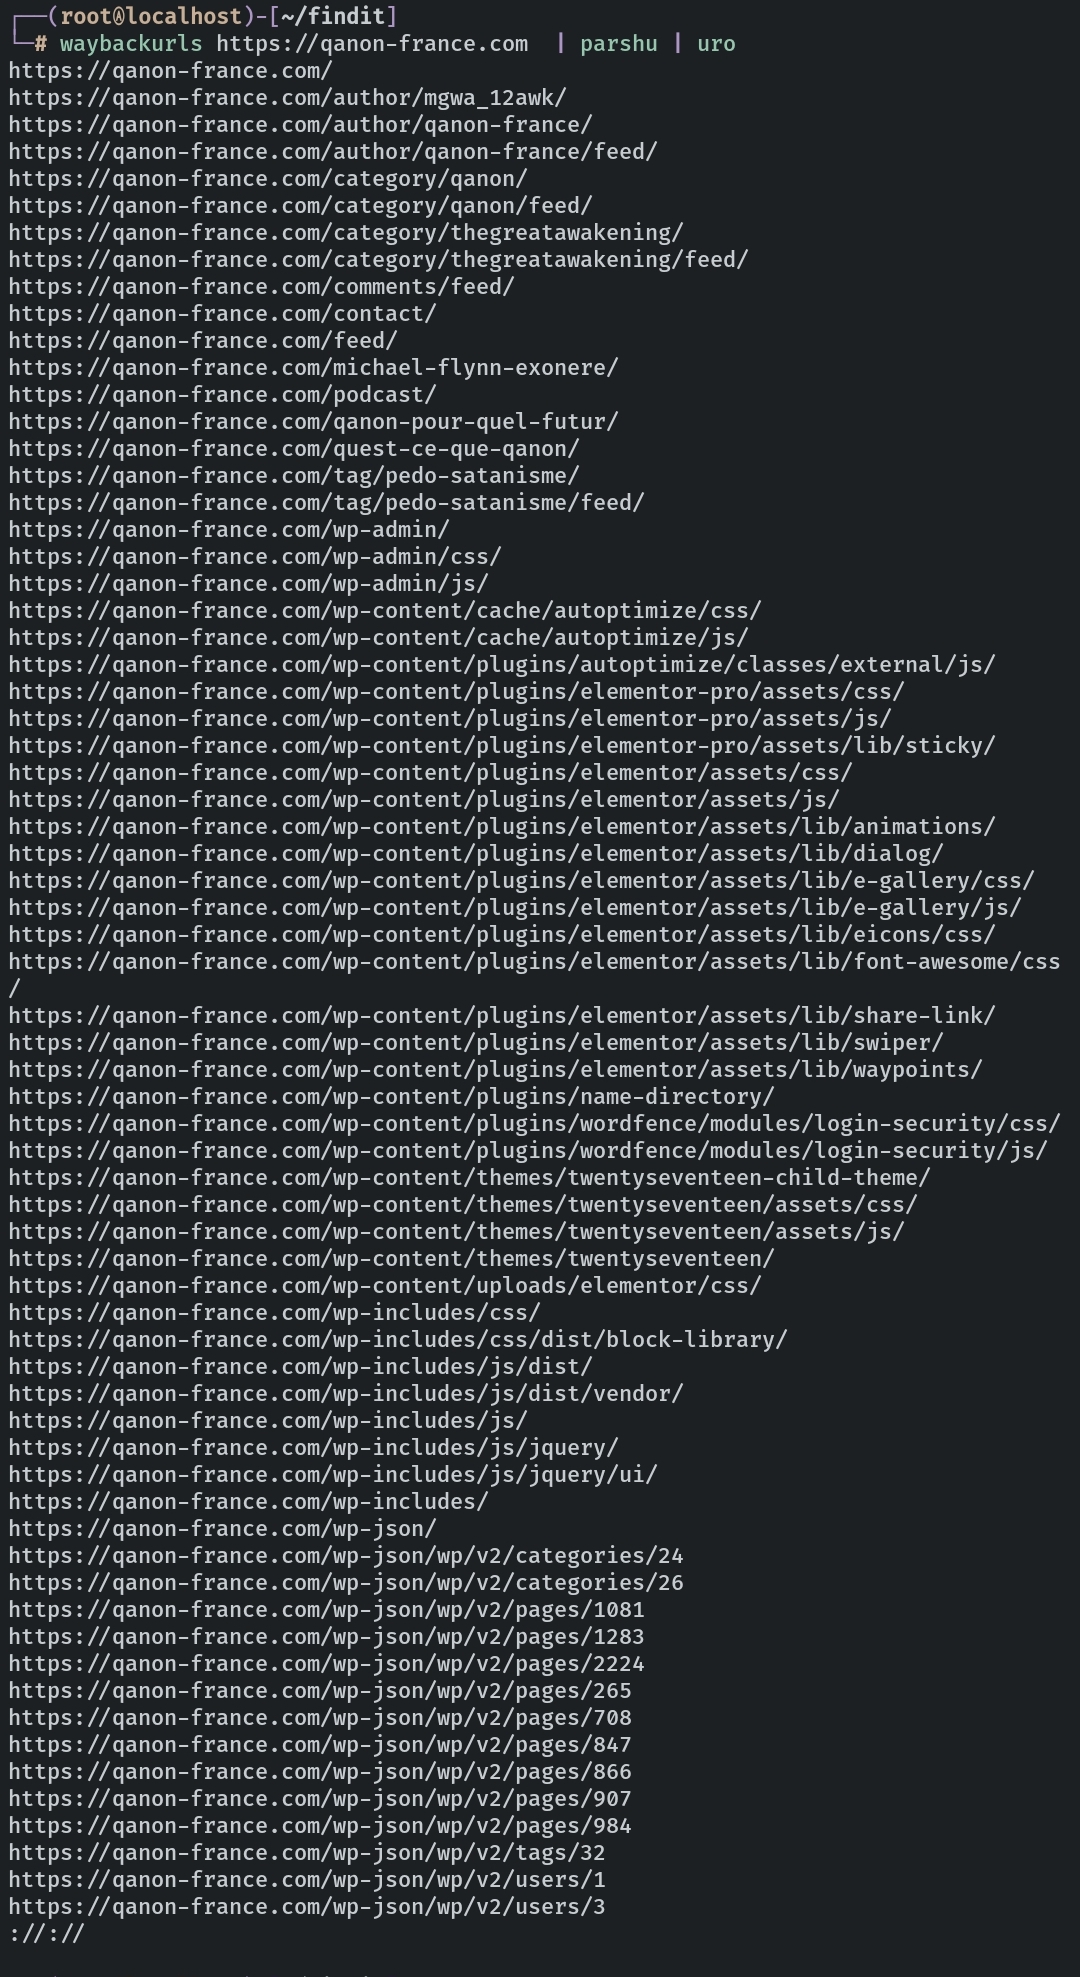 ┌──(root㉿localhost)-[~/findit]
└─# waybackurls https://qanon-france.com  | parshu | uro
https://qanon-france.com/
https://qanon-france.com/author/mgwa_12awk/
https://qanon-france.com/author/qanon-france/
https://qanon-france.com/author/qanon-france/feed/
https://qanon-france.com/category/qanon/
https://qanon-france.com/category/qanon/feed/
https://qanon-france.com/category/thegreatawakening/
https://qanon-france.com/category/thegreatawakening/feed/
https://qanon-france.com/comments/feed/
https://qanon-france.com/contact/
https://qanon-france.com/feed/
https://qanon-france.com/michael-flynn-exonere/
https://qanon-france.com/podcast/
https://qanon-france.com/qanon-pour-quel-futur/
https://qanon-france.com/quest-ce-que-qanon/
https://qanon-france.com/tag/pedo-satanisme/
https://qanon-france.com/tag/pedo-satanisme/feed/
https://qanon-france.com/wp-admin/
https://qanon-france.com/wp-admin/css/
https://qanon-france.com/wp-admin/js/
https://qanon-france.com/wp-content/cache/autoptimize/css/
https://qanon-france.com/wp-content/cache/autoptimize/js/
https://qanon-france.com/wp-content/plugins/autoptimize/classes/external/js/
https://qanon-france.com/wp-content/plugins/elementor-pro/assets/css/
https://qanon-france.com/wp-content/plugins/elementor-pro/assets/js/
https://qanon-france.com/wp-content/plugins/elementor-pro/assets/lib/sticky/
https://qanon-france.com/wp-content/plugins/elementor/assets/css/
https://qanon-france.com/wp-content/plugins/elementor/assets/js/
https://qanon-france.com/wp-content/plugins/elementor/assets/lib/animations/
https://qanon-france.com/wp-content/plugins/elementor/assets/lib/dialog/
https://qanon-france.com/wp-content/plugins/elementor/assets/lib/e-gallery/css/
https://qanon-france.com/wp-content/plugins/elementor/assets/lib/e-gallery/js/
https://qanon-france.com/wp-content/plugins/elementor/assets/lib/eicons/css/
https://qanon-france.com/wp-content/plugins/elementor/assets/lib/font-awesome/css
/
https://qanon-france.com/wp-content/plugins/elementor/assets/lib/share-link/
https://qanon-france.com/wp-content/plugins/elementor/assets/lib/swiper/
https://qanon-france.com/wp-content/plugins/elementor/assets/lib/waypoints/
https://qanon-france.com/wp-content/plugins/name-directory/
https://qanon-france.com/wp-content/plugins/wordfence/modules/login-security/css/
https://qanon-france.com/wp-content/plugins/wordfence/modules/login-security/js/
https://qanon-france.com/wp-content/themes/twentyseventeen-child-theme/
https://qanon-france.com/wp-content/themes/twentyseventeen/assets/css/
https://qanon-france.com/wp-content/themes/twentyseventeen/assets/js/
https://qanon-france.com/wp-content/themes/twentyseventeen/
https://qanon-france.com/wp-content/uploads/elementor/css/
https://qanon-france.com/wp-includes/css/
https://qanon-france.com/wp-includes/css/dist/block-library/
https://qanon-france.com/wp-includes/js/dist/
https://qanon-france.com/wp-includes/js/dist/vendor/
https://qanon-france.com/wp-includes/js/
https://qanon-france.com/wp-includes/js/jquery/
https://qanon-france.com/wp-includes/js/jquery/ui/
https://qanon-france.com/wp-includes/
https://qanon-france.com/wp-json/
https://qanon-france.com/wp-json/wp/v2/categories/24
https://qanon-france.com/wp-json/wp/v2/categories/26
https://qanon-france.com/wp-json/wp/v2/pages/1081
https://qanon-france.com/wp-json/wp/v2/pages/1283
https://qanon-france.com/wp-json/wp/v2/pages/2224
https://qanon-france.com/wp-json/wp/v2/pages/265
https://qanon-france.com/wp-json/wp/v2/pages/708
https://qanon-france.com/wp-json/wp/v2/pages/847
https://qanon-france.com/wp-json/wp/v2/pages/866
https://qanon-france.com/wp-json/wp/v2/pages/907
https://qanon-france.com/wp-json/wp/v2/pages/984
https://qanon-france.com/wp-json/wp/v2/tags/32
https://qanon-france.com/wp-json/wp/v2/users/1
https://qanon-france.com/wp-json/wp/v2/users/3
://://